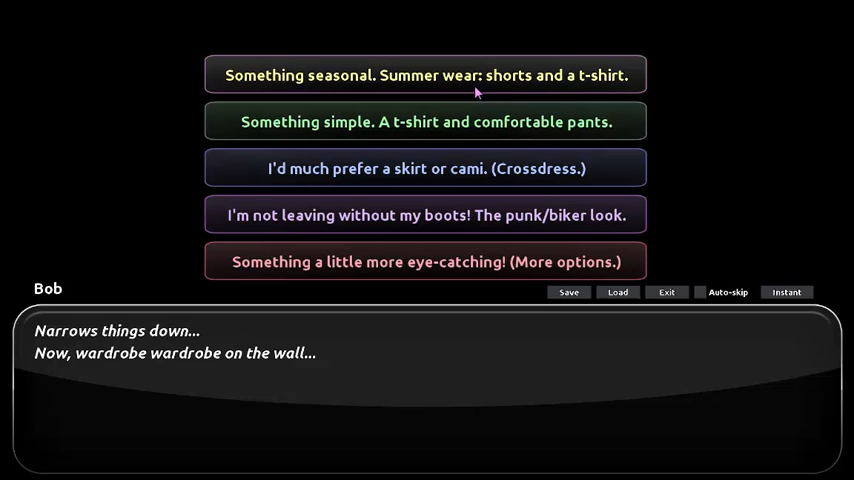 Something seasonal. Summer wear: shorts and a t-shirt.
Something simple. A t-shirt and comfortable pants.
I'd much prefer a skirt or cami. (Crossdress.)
I'm not leaving without my boots! The punk/biker look.
Something a little more eye-catching! (More options.)
Bob
Save Load Exit Auto-skip Instant
Narrows things down...
Now, wardrobe wardrobe on the wall...